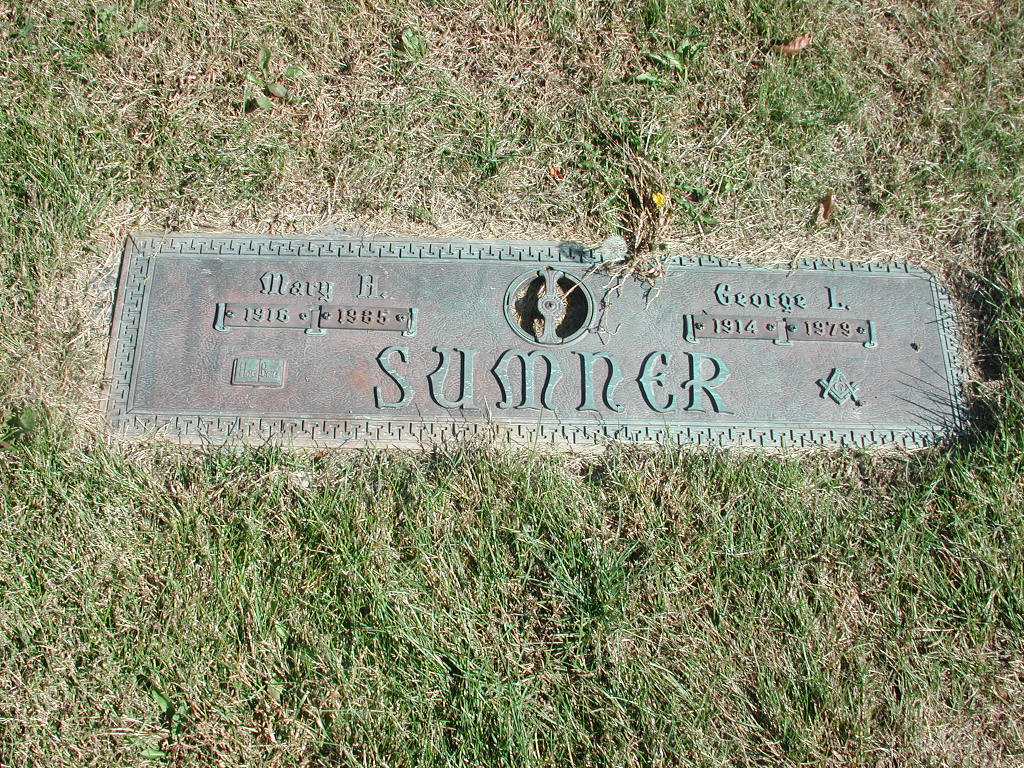 Mary H.
1916 1985
George L.
1914 1979
SUMNER